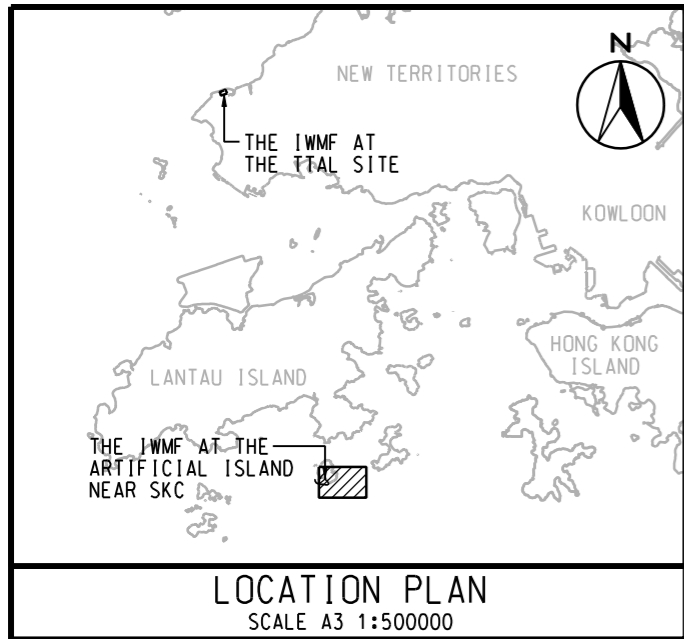 N
NEW TERRITORIES
THE IWMF AT
THE TTAL SITE
KOWLOON
HONG KONG
ISLAND
LANTAU ISLAND
THE IWMF AT THE
ARTIFICIAL ISLAND
NEAR SKC
LOCATION PLAN
SCALE A3 1:500000